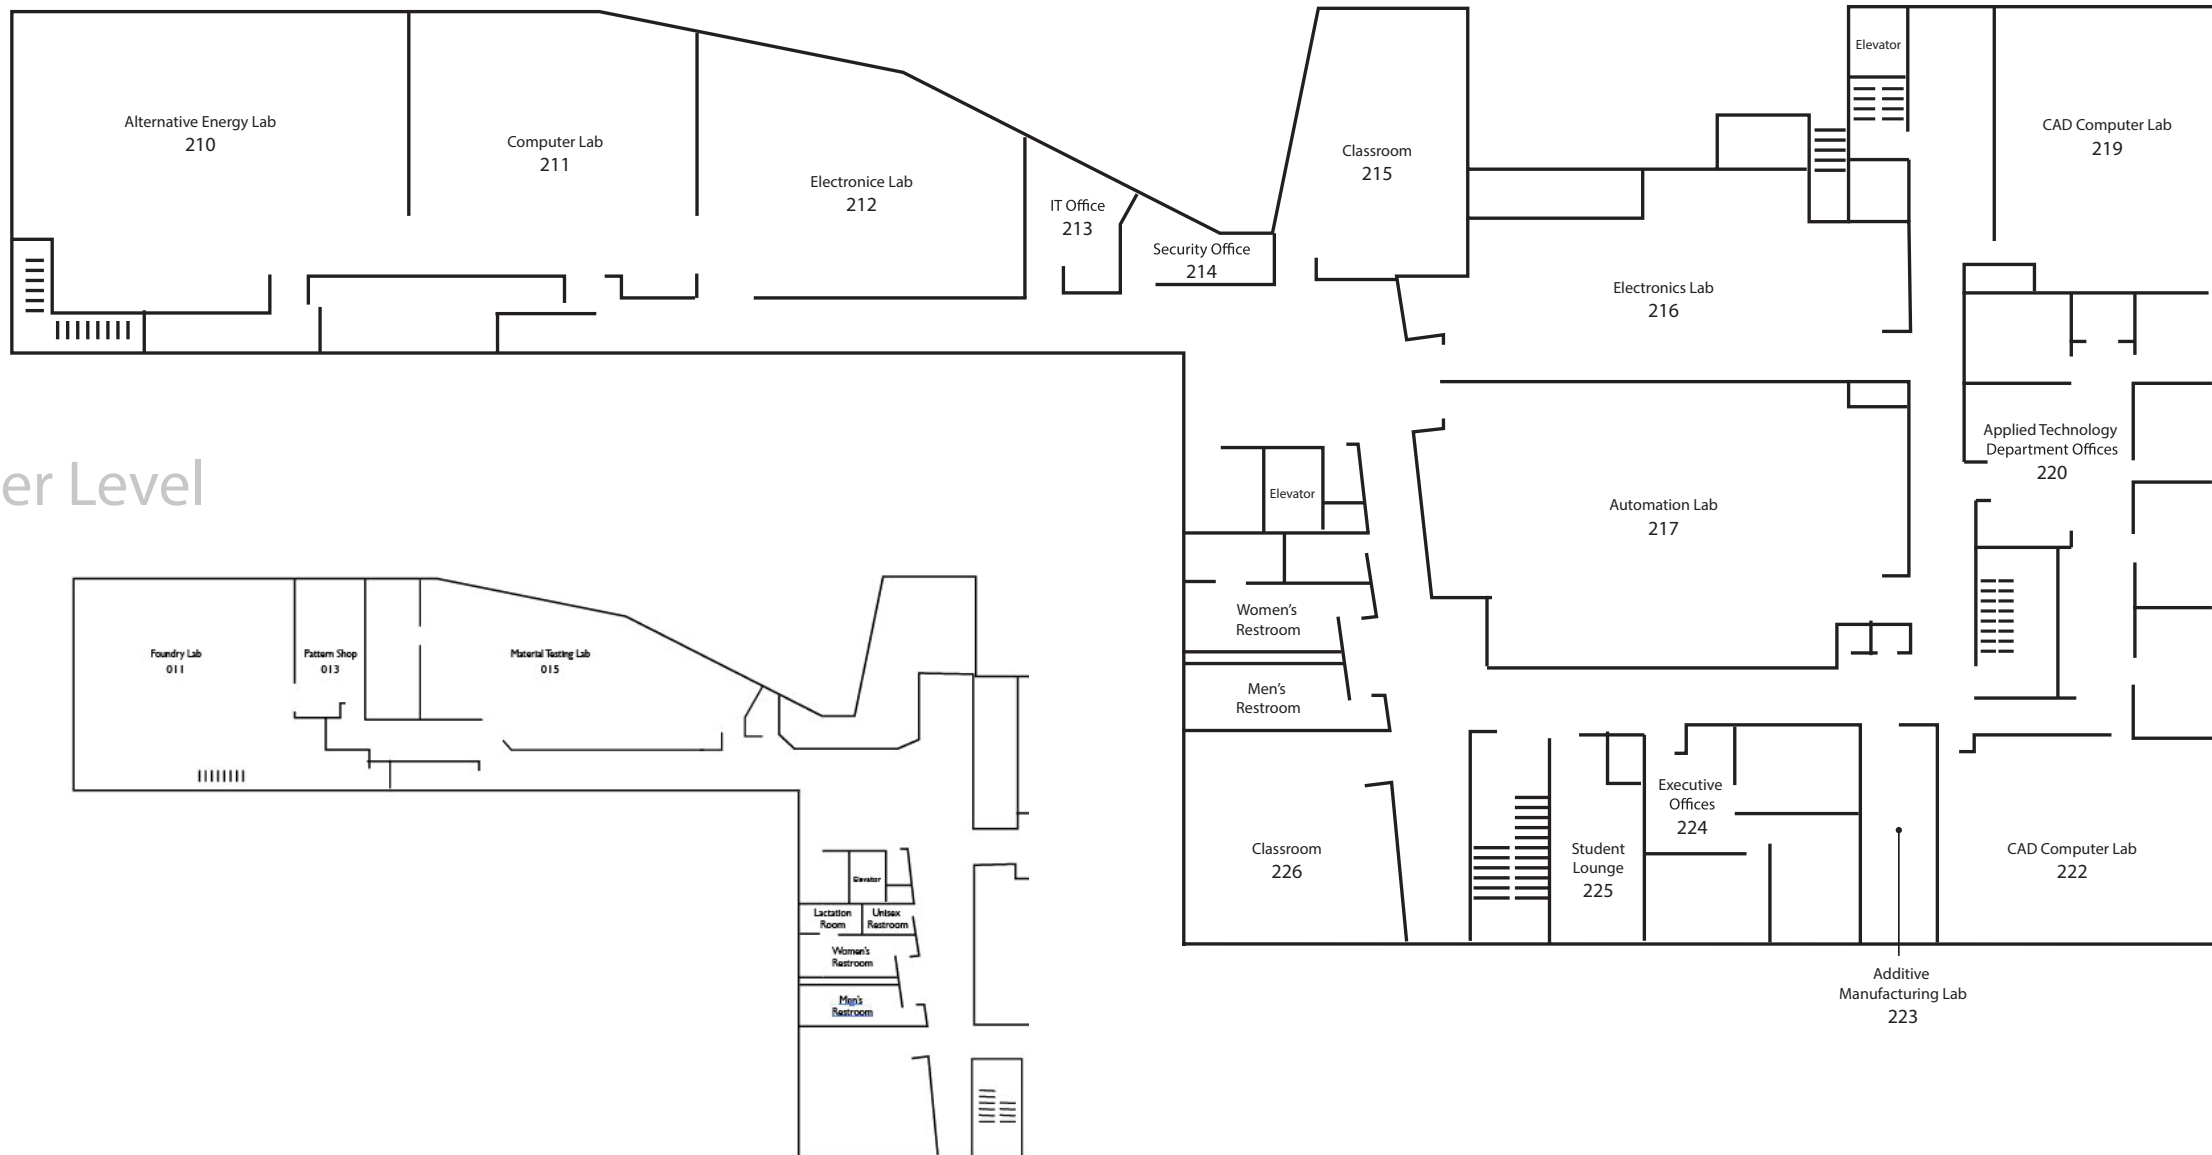 Alternative Energy Lab
210
Computer Lab
211
Electronice Lab
212
IT Office
213
Security Office
214
Classroom
215
Electronics Lab
216
Elevator
CAD Computer Lab
219
Applied Technology
Department Offices
220
Automation Lab
217
Elevator
Women's
Restroom
Men's
Restroom
Classroom
226
Student
Lounge
225
Executive
Offices
224
CAD Computer Lab
222
Additive
Manufacturing Lab
223
er Level
Foundry Lab
011
Pattern Shop
013
Material Testing Lab
015
Elevator
Lactation
Room
Unisex
Restroom
Women's
Restroom
Men's
Restroom